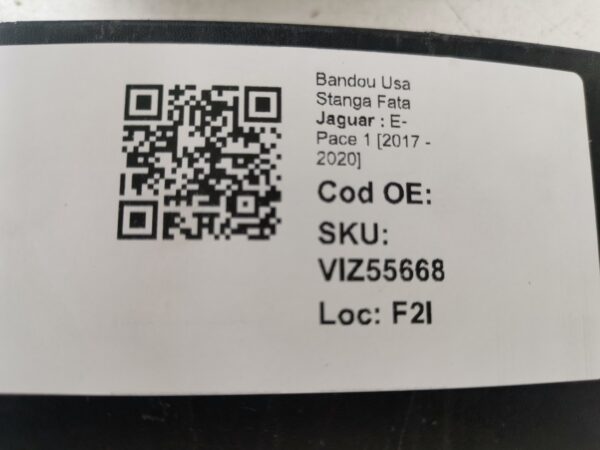 Bandou Usa
Stanga Fata
Jaguar : E-
Pace 1 [2017 -
2020]
Cod OE:
SKU:
VIZ55668
Loc: F2I